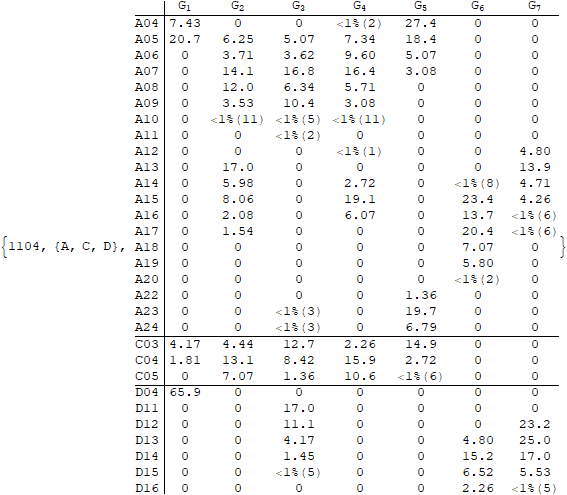 G1 G2 G3 G4 G5 G6 G7
A04 7.43 0 0 <1%(2) 27.4 0 0
A05 20.7 6.25 5.07 7.34 18.4 0 0
A06 0 3.71 3.62 9.60 5.07 0 0
A07 0 14.1 16.8 16.4 3.08 0 0
A08 0 12.0 6.34 5.71 0 0 0
A09 0 3.53 10.4 3.08 0 0 0
A10 0 <1%(11) <1%(5) <1%(11) 0 0 0
A11 0 0 <1%(2) 0 0 0 0
A12 0 0 0 <1%(1) 0 0 4.80
A13 0 17.0 0 0 0 0 13.9
A14 0 5.98 0 2.72 0 <1%(8) 4.71
A15 0 8.06 0 19.1 0 23.4 4.26
A16 0 2.08 0 6.07 0 13.7 <1%(6)
A17 0 1.54 0 0 0 20.4 <1%(6)
{1104, {A, C, D}, A18 0 0 0 0 0 7.07 0 }
A19 0 0 0 0 0 5.80 0
A20 0 0 0 0 0 <1%(2) 0
A22 0 0 0 0 1.36 0 0
A23 0 0 <1%(3) 0 19.7 0 0
A24 0 0 <1%(3) 0 6.79 0 0
C03 4.17 4.44 12.7 2.26 14.9 0 0
C04 1.81 13.1 8.42 15.9 2.72 0 0
C05 0 7.07 1.36 10.6 <1%(6) 0 0
D04 65.9 0 0 0 0 0 0
D11 0 0 17.0 0 0 0 0
D12 0 0 11.1 0 0 0 23.2
D13 0 0 4.17 0 0 4.80 25.0
D14 0 0 1.45 0 0 15.2 17.0
D15 0 0 <1%(5) 0 0 6.52 5.53
D16 0 0 0 0 0 2.26 <1%(5)